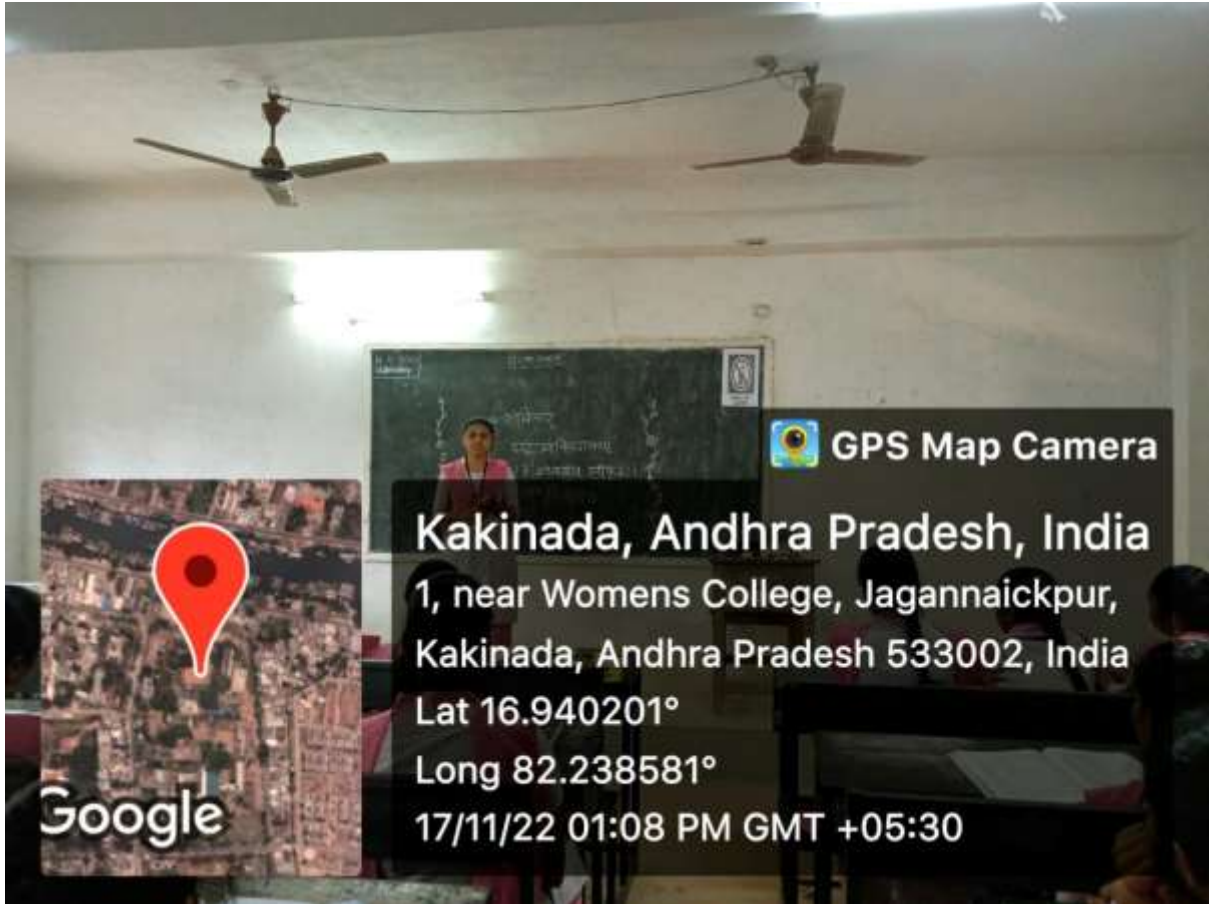 GPS Map Camera
Kakinada, Andhra Pradesh, India
1, near Womens College, Jagannaickpur,
Kakinada, Andhra Pradesh 533002, India
Lat 16.940201°
Long 82.238581°
17/11/22 01:08 PM GMT +05:30
Google